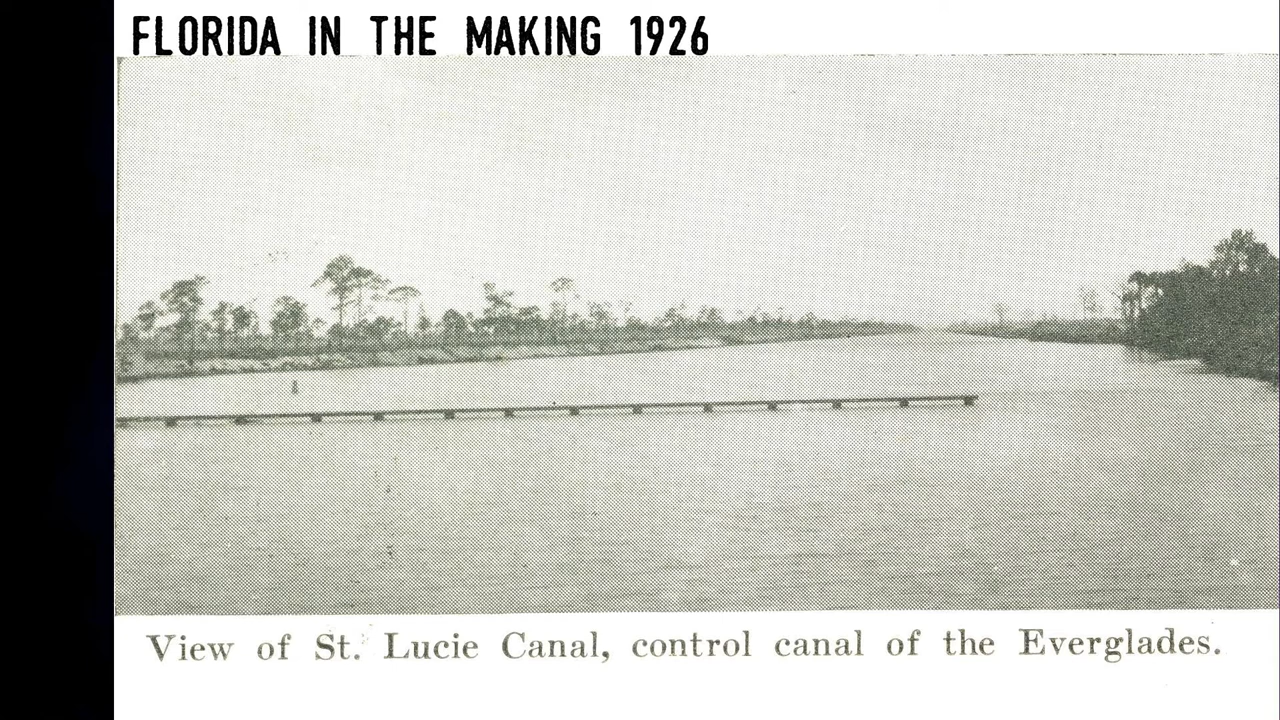 FLORIDA IN THE MAKING 1926
View of St. Lucie Canal, control canal of the Everglades.